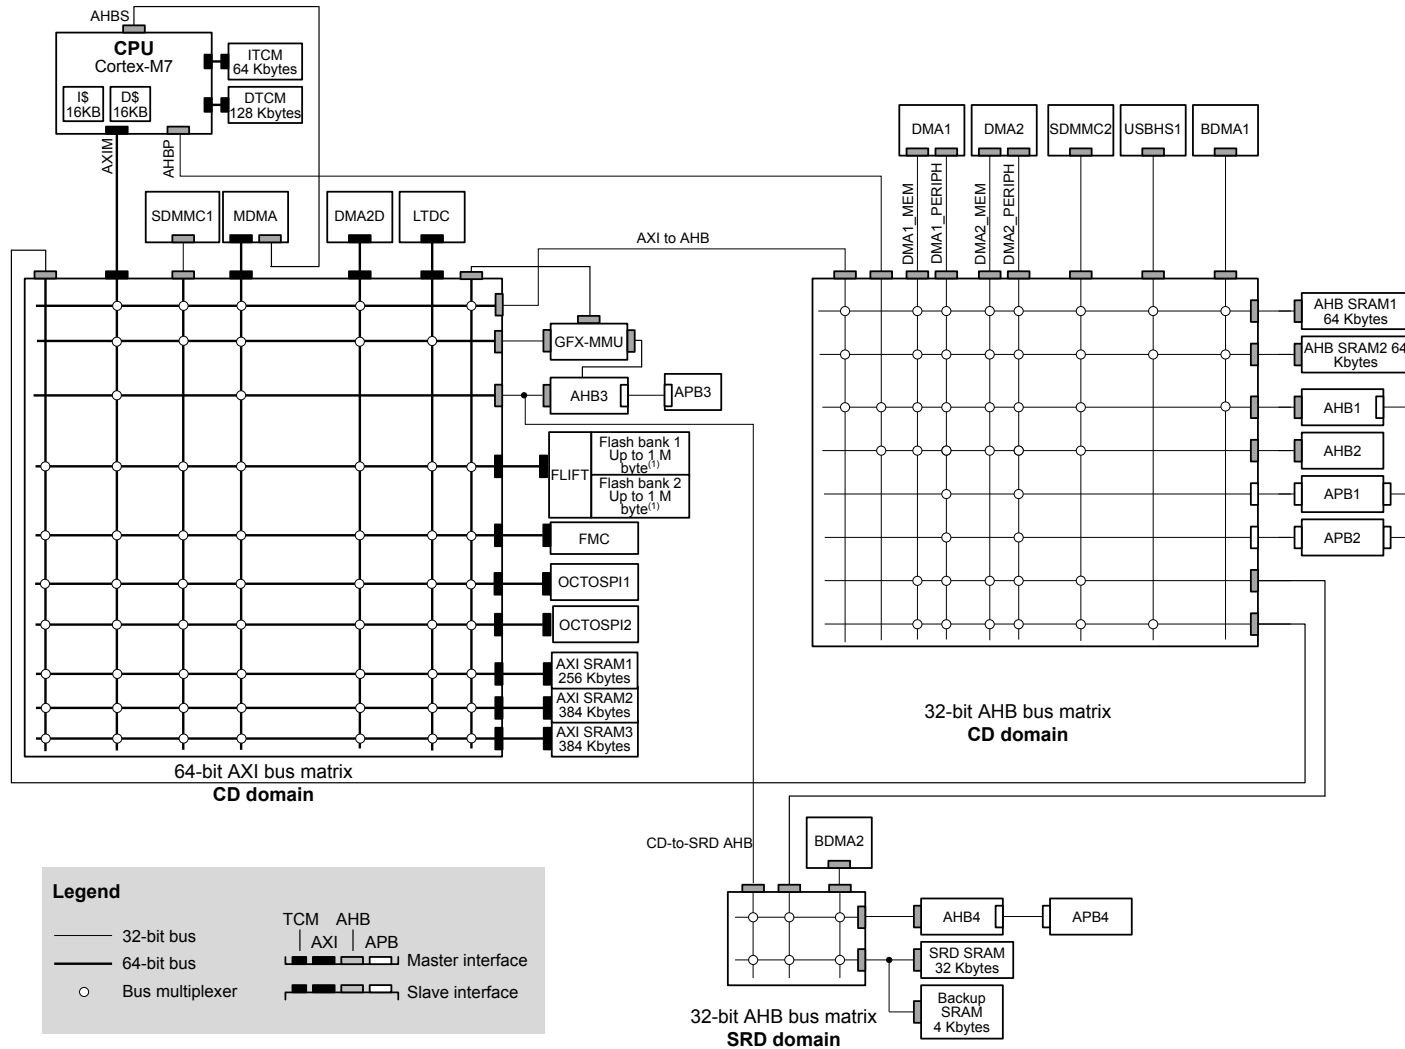 AHBS
CPU
Cortex-M7
I$
16KB
D$
16KB
ITCM
64 Kbytes
DTCM
128 Kbytes
AXIM
AHBP
SDMMC1
MDMA
DMA2D
LTDC
AXI to AHB
DMA1
DMA2
SDMMC2
USBHS1
BDMA1
DMA1_MEM
DMA1_PERIPH
DMA2_MEM
DMA2_PERIPH
GFX-MMU
AHB3
APB3
FLIFT
Flash bank 1
Up to 1 M
byte(1)
Flash bank 2
Up to 1 M
byte(1)
FMC
OCTOSPI1
OCTOSPI2
AXI SRAM1
256 Kbytes
AXI SRAM2
384 Kbytes
AXI SRAM3
384 Kbytes
64-bit AXI bus matrix
CD domain
AHB SRAM1
64 Kbytes
AHB SRAM2 64
Kbytes
AHB1
AHB2
APB1
APB2
32-bit AHB bus matrix
CD domain
CD-to-SRD AHB
BDMA2
AHB4
APB4
SRD SRAM
32 Kbytes
Backup
SRAM
4 Kbytes
32-bit AHB bus matrix
SRD domain
Legend
32-bit bus
64-bit bus
Bus multiplexer
TCM
AHB
AXI
APB
Master interface
Slave interface